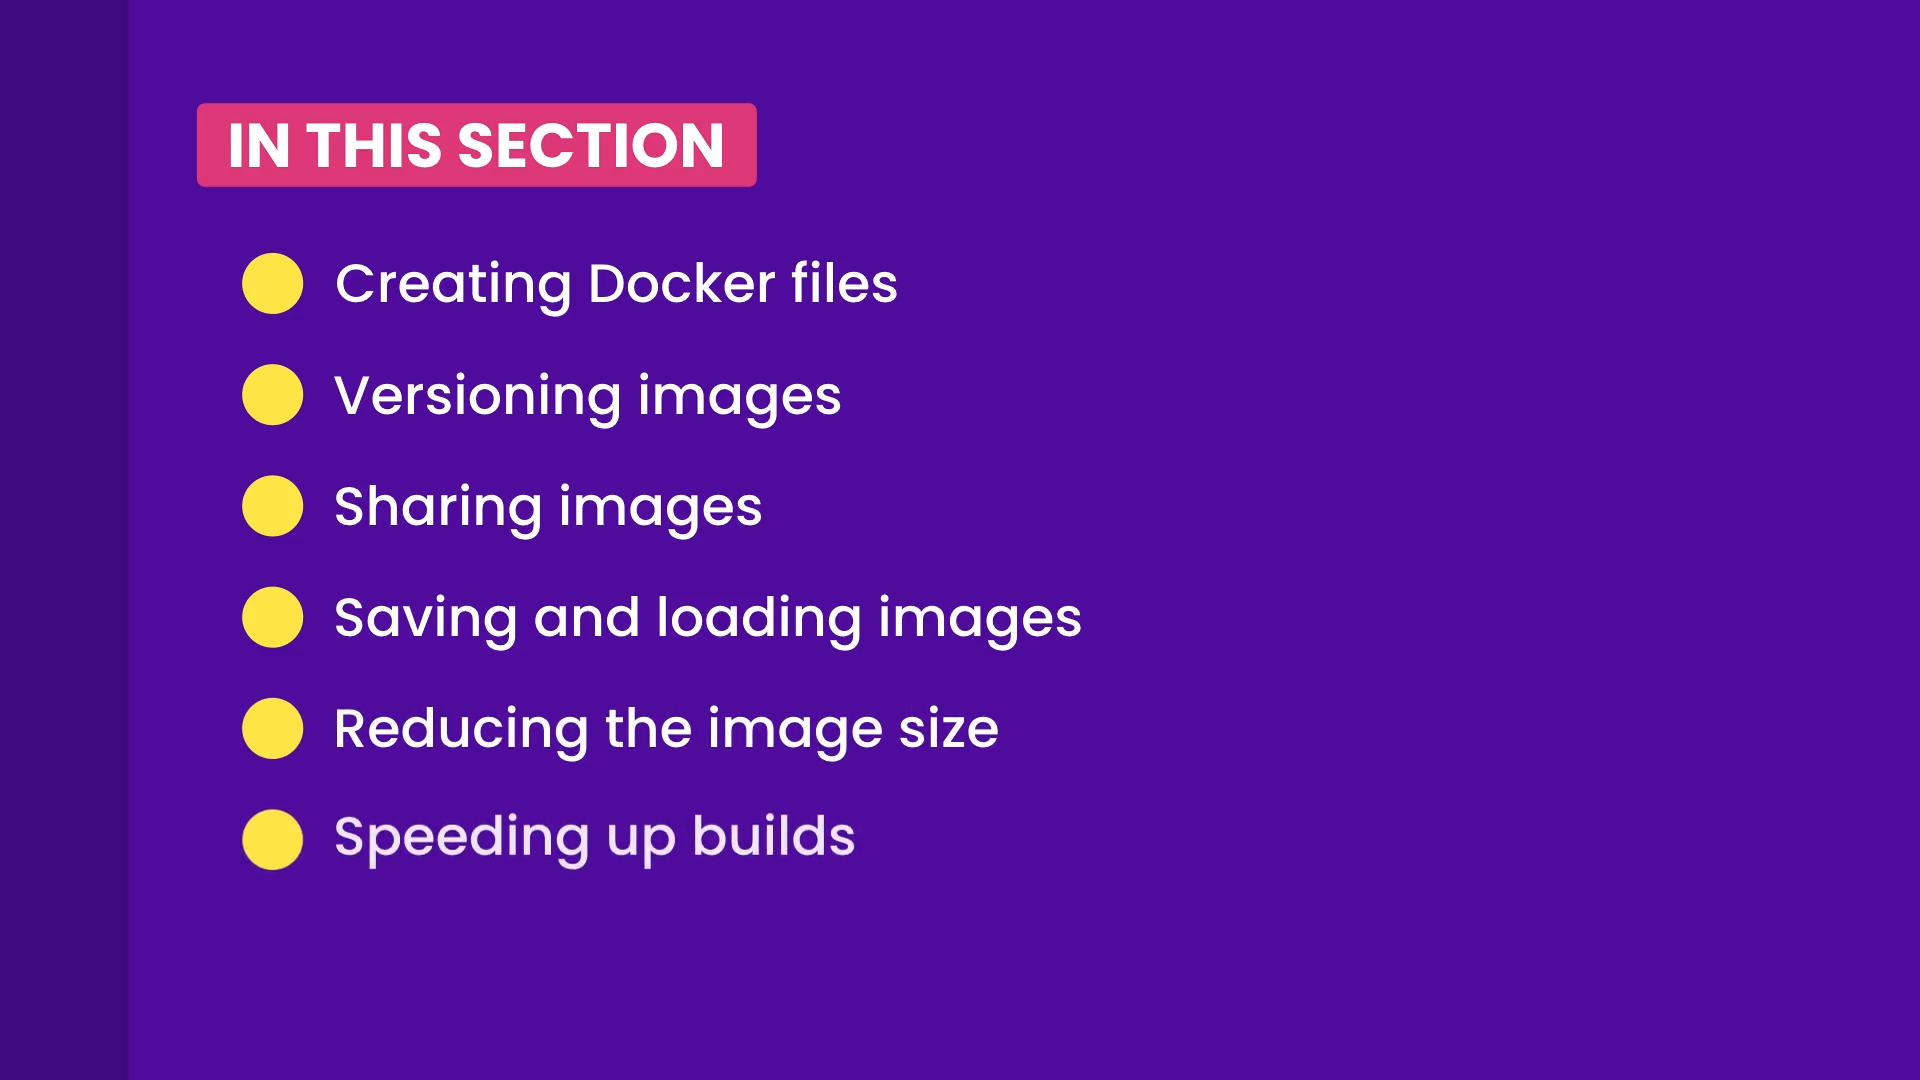 IN THIS SECTION
Creating Docker files
Versioning images
Sharing images
Saving and loading images
Reducing the image size
Speeding up builds